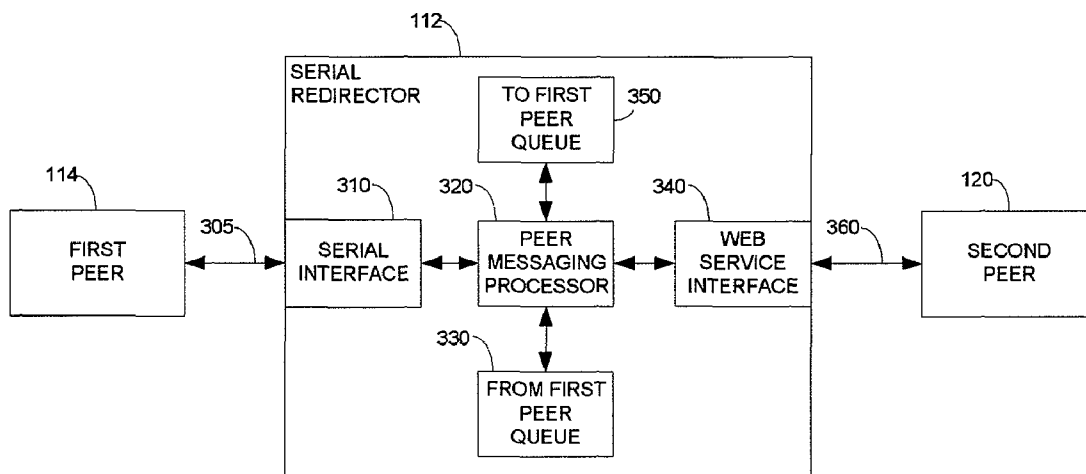 112
SERIAL
REDIRECTOR
TO FIRST
PEER
QUEUE
350
114
310
320
340
120
FIRST
PEER
305
SERIAL
INTERFACE
PEER
MESSAGING
PROCESSOR
WEB
SERVICE
INTERFACE
360
SECOND
PEER
330
FROM FIRST
PEER
QUEUE